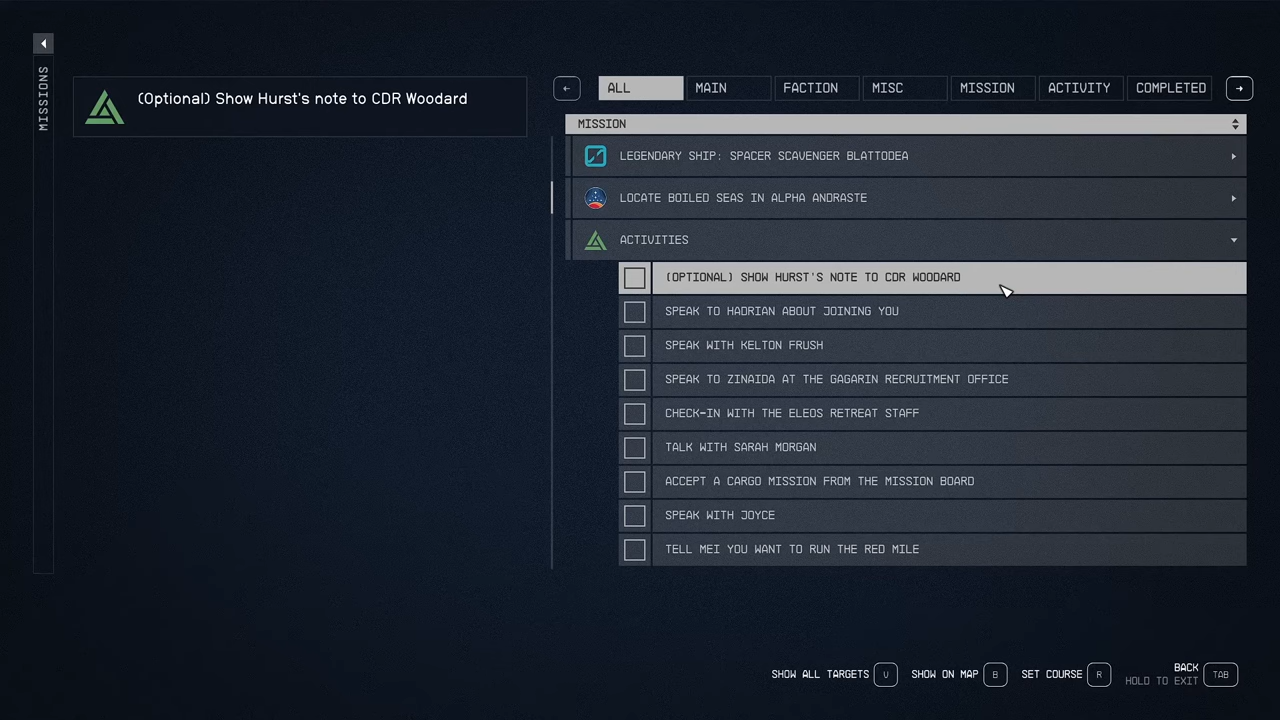 MISSIONS
(Optional) Show Hurst's note to CDR Woodard
ALL
MAIN
FACTION
MISC
MISSION
ACTIVITY
COMPLETED
MISSION
LEGENDARY SHIP: SPACER SCAVENGER BLATTODEA
LOCATE BOILED SEAS IN ALPHA ANDRASTE
ACTIVITIES
(OPTIONAL) SHOW HURST'S NOTE TO CDR WOODARD
SPEAK TO HADRIAN ABOUT JOINING YOU
SPEAK WITH KELTON FRUSH
SPEAK TO ZINAIDA AT THE GAGARIN RECRUITMENT OFFICE
CHECK-IN WITH THE ELEOS RETREAT STAFF
TALK WITH SARAH MORGAN
ACCEPT A CARGO MISSION FROM THE MISSION BOARD
SPEAK WITH JOYCE
TELL MEI YOU WANT TO RUN THE RED MILE
SHOW ALL TARGETS V SHOW ON MAP B SET COURSE R BACK TAB
HOLD TO EXIT